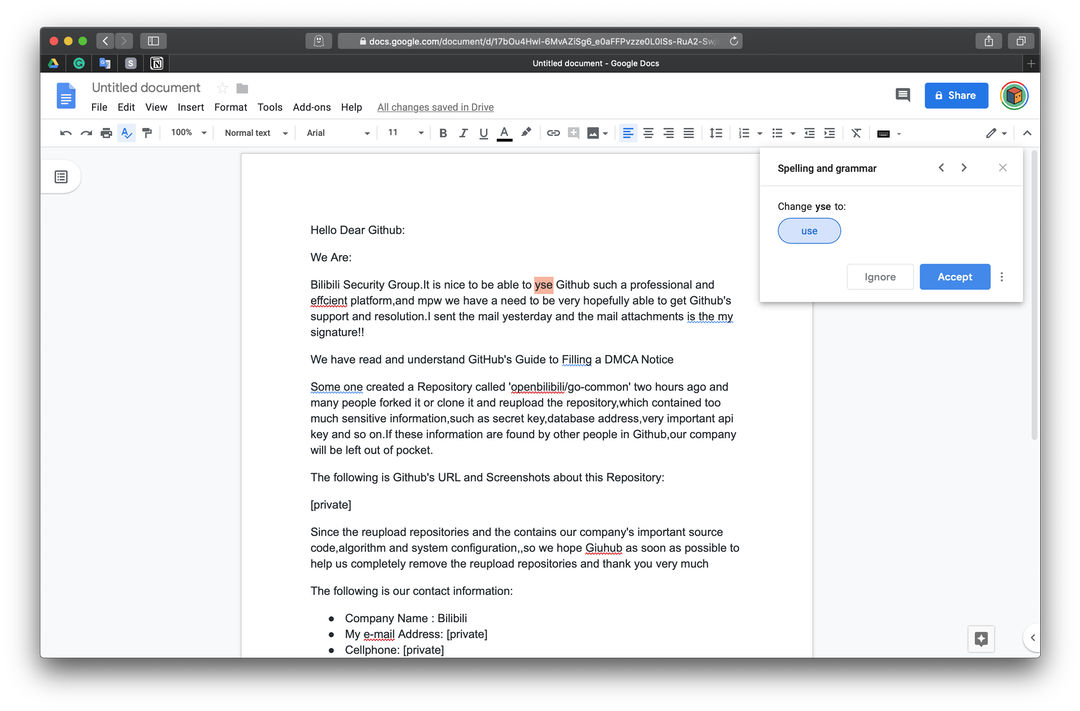 docs.google.com/document/d/17bOu4Hwl-6MvAZiSg6_e0aFFPvzze0L0ISs-RuA2-Sw/
Untitled document - Google Docs
Untitled document
File Edit View Insert Format Tools Add-ons Help All changes saved in Drive
Share
100% Normal text Arial 11 B I U A
Spelling and grammar
Change yse to:
use
Ignore Accept
Hello Dear Github:
We Are:
Bilibili Security Group.It is nice to be able to yse Github such a professional and
effcient platform,and mpw we have a need to be very hopefully able to get Github's
support and resolution.I sent the mail yesterday and the mail attachments is the my
signature!!
We have read and understand GitHub's Guide to Filling a DMCA Notice
Some one created a Repository called 'openbilibili/go-common' two hours ago and
many people forked it or clone it and reupload the repository,which contained too
much sensitive information,such as secret key,database address,very important api
key and so on.If these information are found by other people in Github,our company
will be left out of pocket.
The following is Github's URL and Screenshots about this Repository:
[private]
Since the reupload repositories and the contains our company's important source
code,algorithm and system configuration,,so we hope Giuhub as soon as possible to
help us completely remove the reupload repositories and thank you very much
The following is our contact information:
● Company Name : Bilibili
● My e-mail Address: [private]
● Cellphone: [private]